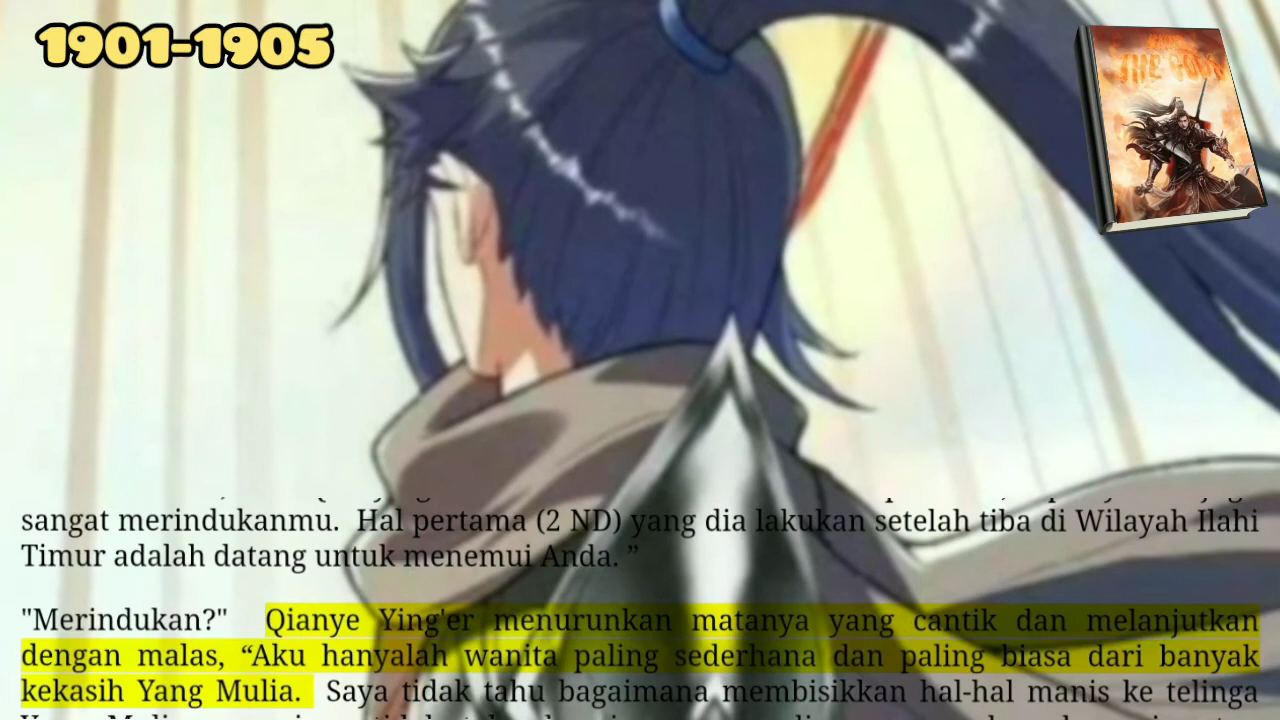 1901-1905
THE GODS
sangat merindukanmu. Hal pertama (2 ND) yang dia lakukan setelah tiba di Wilayah Ilahi
Timur adalah datang untuk menemui Anda. ”
"Merindukan?" Qianye Ying'er menurunkan matanya yang cantik dan melanjutkan
dengan malas, “Aku hanyalah wanita paling sederhana dan paling biasa dari banyak
kekasih Yang Mulia. Saya tidak tahu bagaimana membisikkan hal-hal manis ke telinga